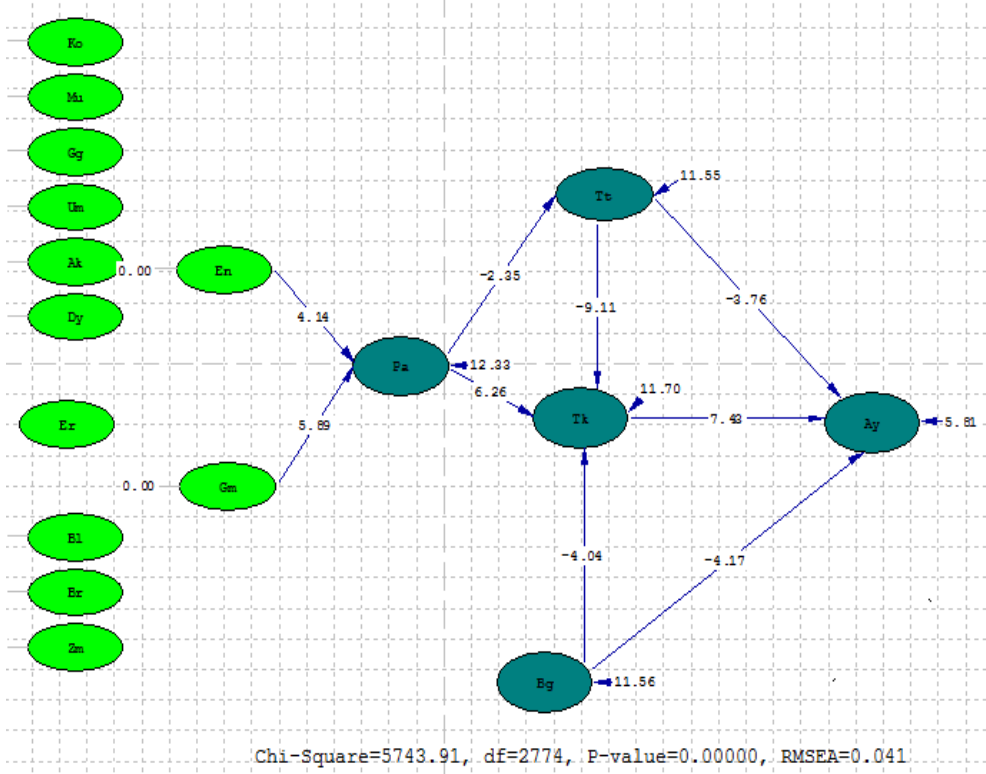 Ko
Mu
Gg
Um
Ak
Dy
Er
Bl
Br
Zm
0.00
En
0.00
Gm
4.14
5.89
Pa
12.33
-2.35
6.26
Tt
11.55
-9.11
-3.76
Tk
11.70
7.43
Ay
5.81
-4.04
-4.17
Bg
11.56
Chi-Square=5743.91, df=2774, P-value=0.00000, RMSEA=0.041